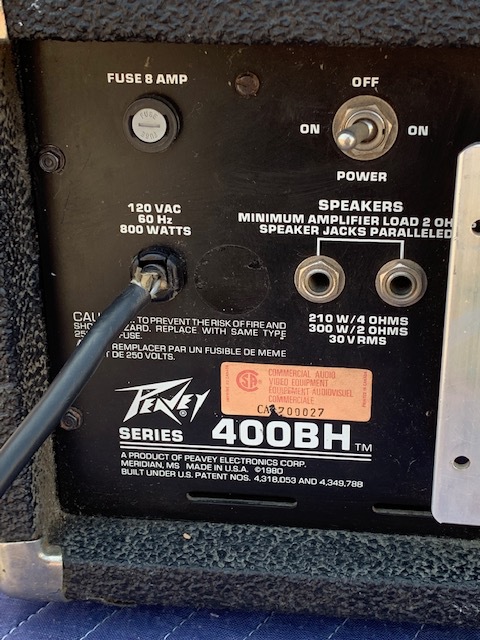 FUSE 8 AMP
FUSE
OFF
ON
ON
POWER
120 VAC
60 Hz
800 WATTS
SPEAKERS
MINIMUM AMPLIFIER LOAD 2 OH
SPEAKER JACKS PARALLELED
210 W/4 OHMS
300 W/2 OHMS
30 V RMS
TO PREVENT THE RISK OF FIRE AND
REPLACE WITH SAME TYPE
FUSE.
REMPLACER PAR UN FUSIBLE DE MEME
DE 250 VOLTS.
COMMERCIAL AUDIO
VIDEO EQUIPMENT
EQUIPEMENT AUDIOVISUEL
COMMERCIALE
709027
PEAVEY
SERIES 400BH TM
A PRODUCT OF PEAVEY ELECTRONICS CORP.
MERIDIAN, MS MADE IN U.S.A. ©1980
BUILT UNDER U.S. PATENT NOS. 4,318,053 AND 4,349,788